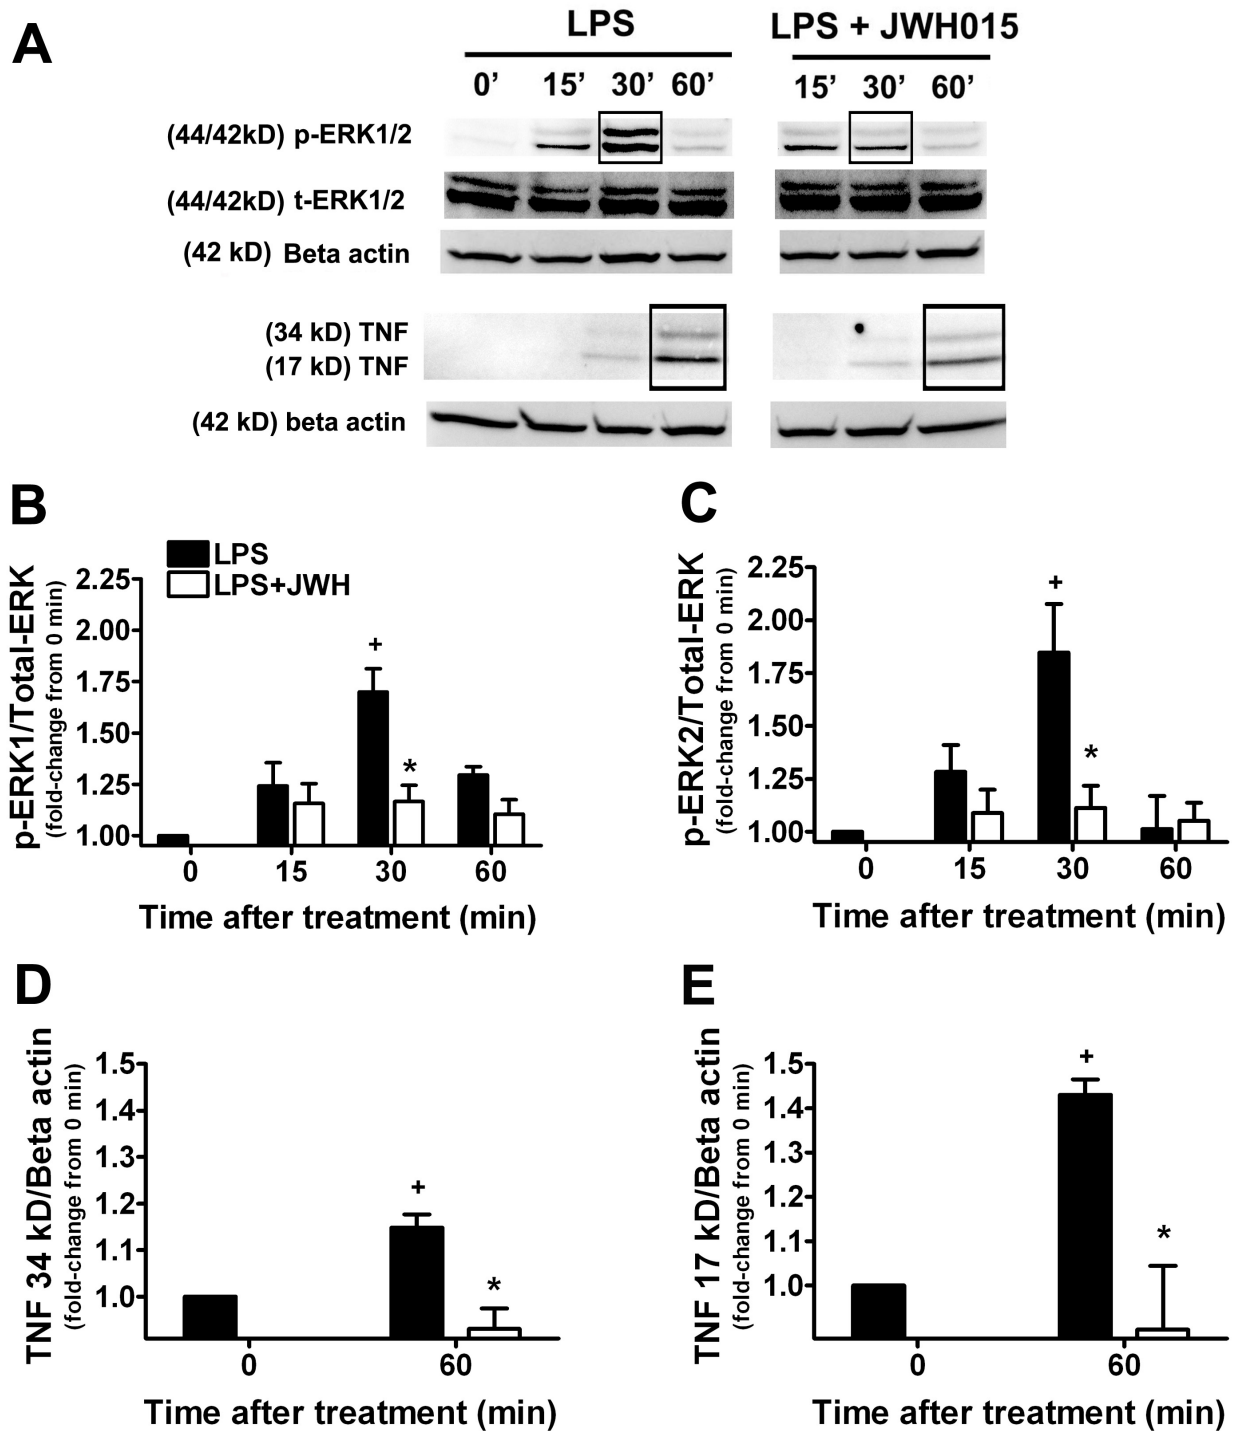 A
LPS
LPS + JWH015
0’ 15’ 30’ 60’ 15’ 30’ 60’
(44/42kD) p-ERK1/2
(44/42kD) t-ERK1/2
(42 kD) Beta actin
(34 kD) TNF
(17 kD) TNF
(42 kD) beta actin
B
LPS
LPS+JWH
p-ERK1/Total-ERK
(fold-change from 0 min)
2.25
2.00
1.75
1.50
1.25
1.00
+
*
0 15 30 60
Time after treatment (min)
C
p-ERK2/Total-ERK
(fold-change from 0 min)
2.25
2.00
1.75
1.50
1.25
1.00
+
*
0 15 30 60
Time after treatment (min)
D
TNF 34 kD/Beta actin
(fold-change from 0 min)
1.5
1.4
1.3
1.2
1.1
1.0
+
*
0 60
Time after treatment (min)
E
TNF 17 kD/Beta actin
(fold-change from 0 min)
1.5
1.4
1.3
1.2
1.1
1.0
+
*
0 60
Time after treatment (min)